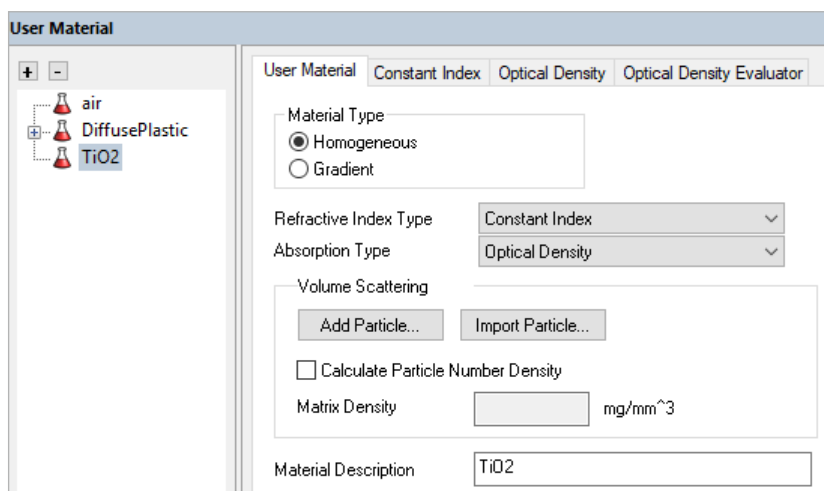 User Material
+ -
air
DiffusePlastic
TiO2
User Material Constant Index Optical Density Optical Density Evaluator
Material Type
Homogeneous
Gradient
Refractive Index Type Constant Index
Absorption Type Optical Density
Volume Scattering
Add Particle... Import Particle...
Calculate Particle Number Density
Matrix Density mg/mm^3
Material Description TiO2